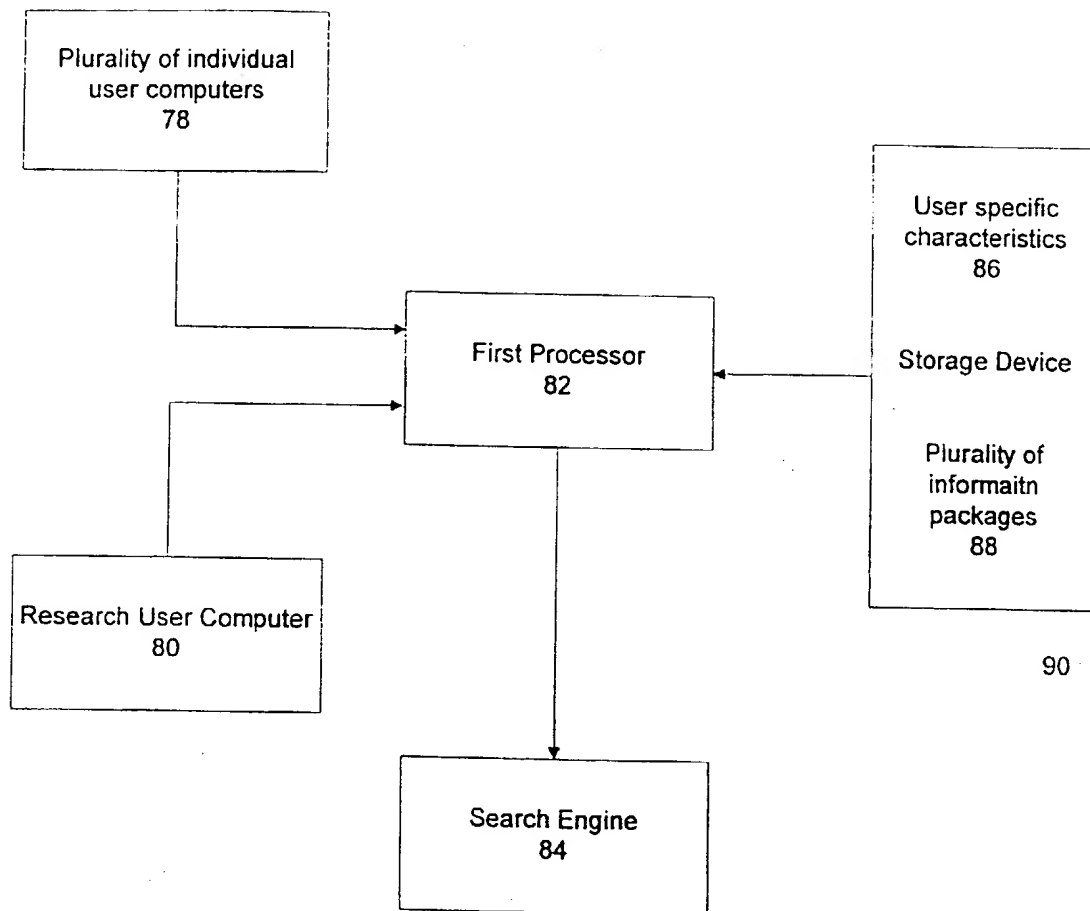 Plurality of individual
user computers
78
User specific
characteristics
86
First Processor
82
Storage Device
Plurality of
informaitn
packages
88
Research User Computer
80
90
Search Engine
84